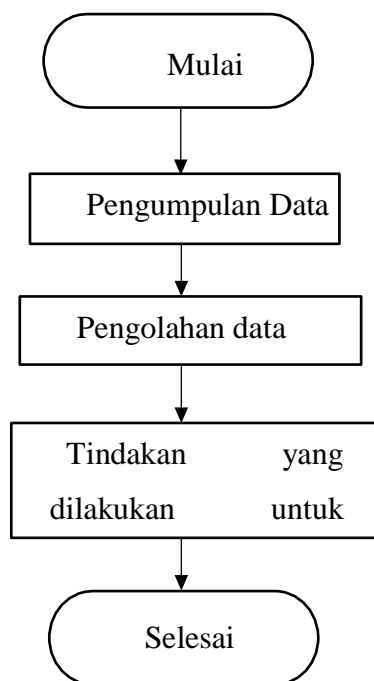 Mulai
Pengumpulan Data
Pengolahan data
Tindakan yang
dilakukan untuk
Selesai